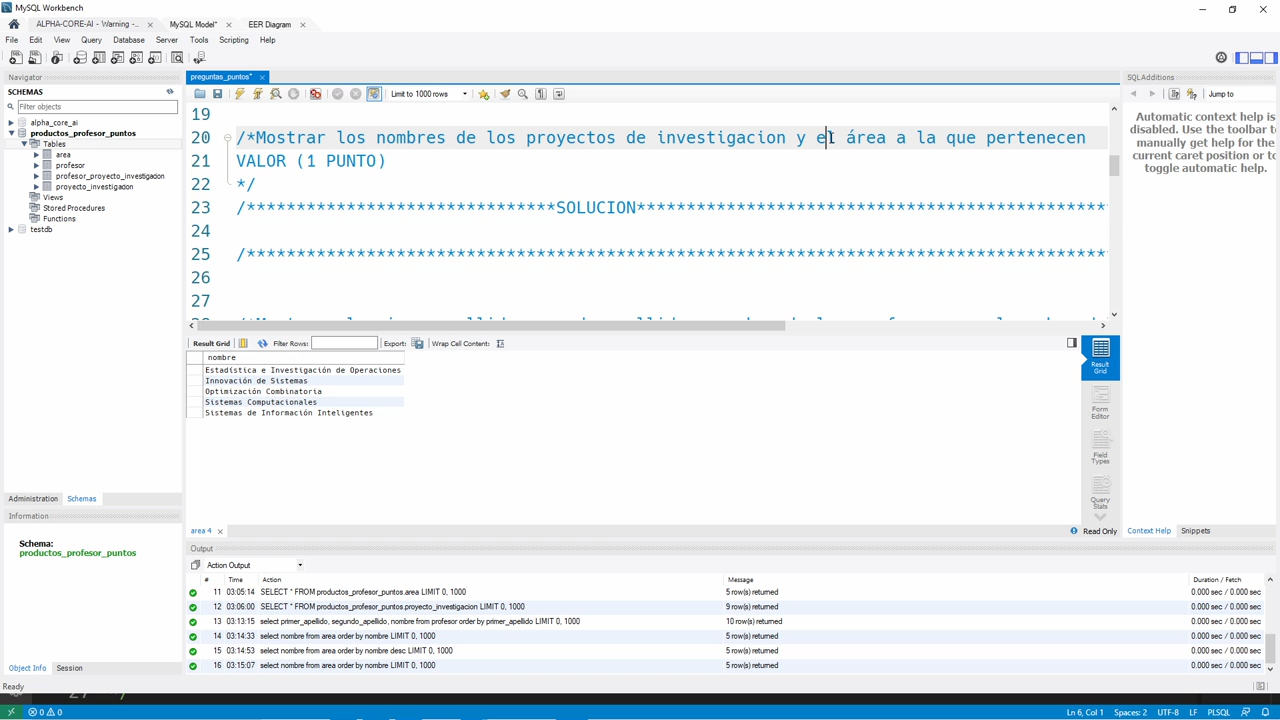 MySQL Workbench
ALPHA-CORE-AI - Warning -...
MySQL Model*
EER Diagram
File Edit View Query Database Server Tools Scripting Help
Navigator
preguntas_puntos*
SQLAdditions
SCHEMAS
Limit to 1000 rows
Jump to
Filter objects
alpha_core_ai
productos_profesor_puntos
Tables
area
profesor
profesor_proyecto_investigadon
proyecto_investigadon
Views
Stored Procedures
Functions
testdb
19
20 /*Mostrar los nombres de los proyectos de investigacion y el área a la que pertenecen
21 VALOR (1 PUNTO)
22 */
23 /*******************************SOLUCION************************************************
24
25 /***************************************************************************************
26
27
Automatic context help is
disabled. Use the toolbar to
manually get help for the
current caret position or to
toggle automatic help.
Result Grid Filter Rows: Export: Wrap Cell Content:
nombre
Estadística e Investigación de Operaciones
Innovación de Sistemas
Optimización Combinatoria
Sistemas Computacionales
Sistemas de Información Inteligentes
Result
Grid
Form
Editor
Field
Types
Query
Stats
Administration Schemas
Information
Schema:
productos_profesor_puntos
area 4
Read Only
Context Help Snippets
Output
Action Output
# Time Action Message Duration / Fetch
11 03:05:14 SELECT * FROM productos_profesor_puntos.area LIMIT 0, 1000 5 row(s) returned 0.000 sec / 0.000 sec
12 03:06:00 SELECT * FROM productos_profesor_puntos.proyecto_investigacion LIMIT 0, 1000 9 row(s) returned 0.000 sec / 0.000 sec
13 03:13:15 select primer_apellido, segundo_apellido, nombre from profesor order by primer_apellido LIMIT 0, 1000 10 row(s) returned 0.000 sec / 0.000 sec
14 03:14:33 select nombre from area order by nombre LIMIT 0, 1000 5 row(s) returned 0.000 sec / 0.000 sec
15 03:14:53 select nombre from area order by nombre desc LIMIT 0, 1000 5 row(s) returned 0.000 sec / 0.000 sec
16 03:15:07 select nombre from area order by nombre LIMIT 0, 1000 5 row(s) returned 0.000 sec / 0.000 sec
Object Info Session
Ready
0 0
Ln 6, Col 1 Spaces: 2 UTF-8 LF PLSQL